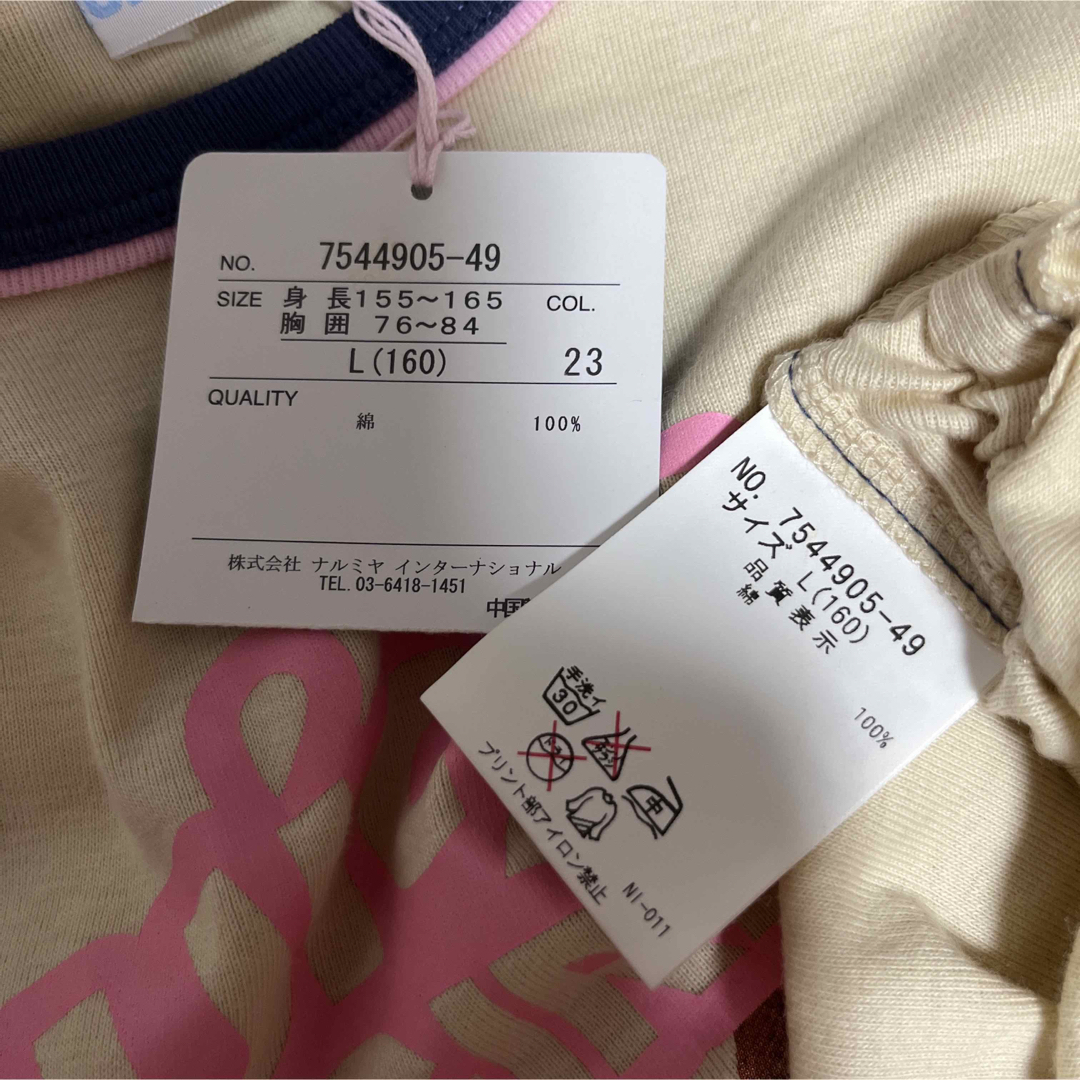 NO. 7544905-49
SIZE 身 長155〜165 COL.
胸 囲 76〜84
L(160) 23
QUALITY
綿 100%
株式会社 ナルミヤ インターナショナル
TEL. 03-6418-1451
中国
NO. 7544905-49
サイズ L(160)
品質表示
綿 100%
手洗イ
30
中
プリント部アイロン禁止
NI-011